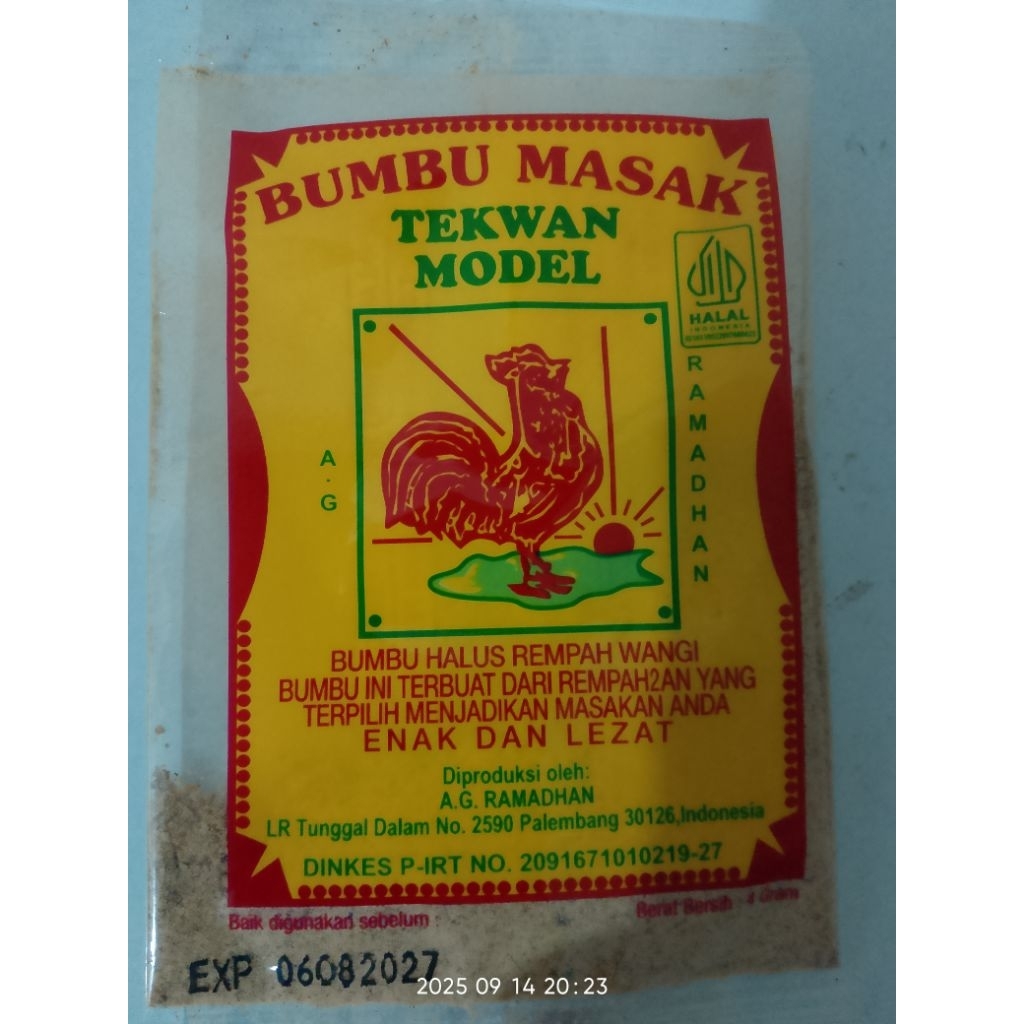 BUMBU MASAK
TEKWAN
MODEL
HALAL
INDONESIA
A.G
RAMADHAN
BUMBU HALUS REMPAH WANGI
BUMBU INI TERBUAT DARI REMPAH2AN YANG
TERPILIH MENJADIKAN MASAKAN ANDA
ENAK DAN LEZAT
Diproduksi oleh:
A.G. RAMADHAN
LR Tunggal Dalam No. 2590 Palembang 30126,Indonesia
DINKES P-IRT NO. 2091671010219-27
Baik digunakan sebelum :
Berat Bersih : 4 Gram
EXP 06082027
2025 09 14 20:23